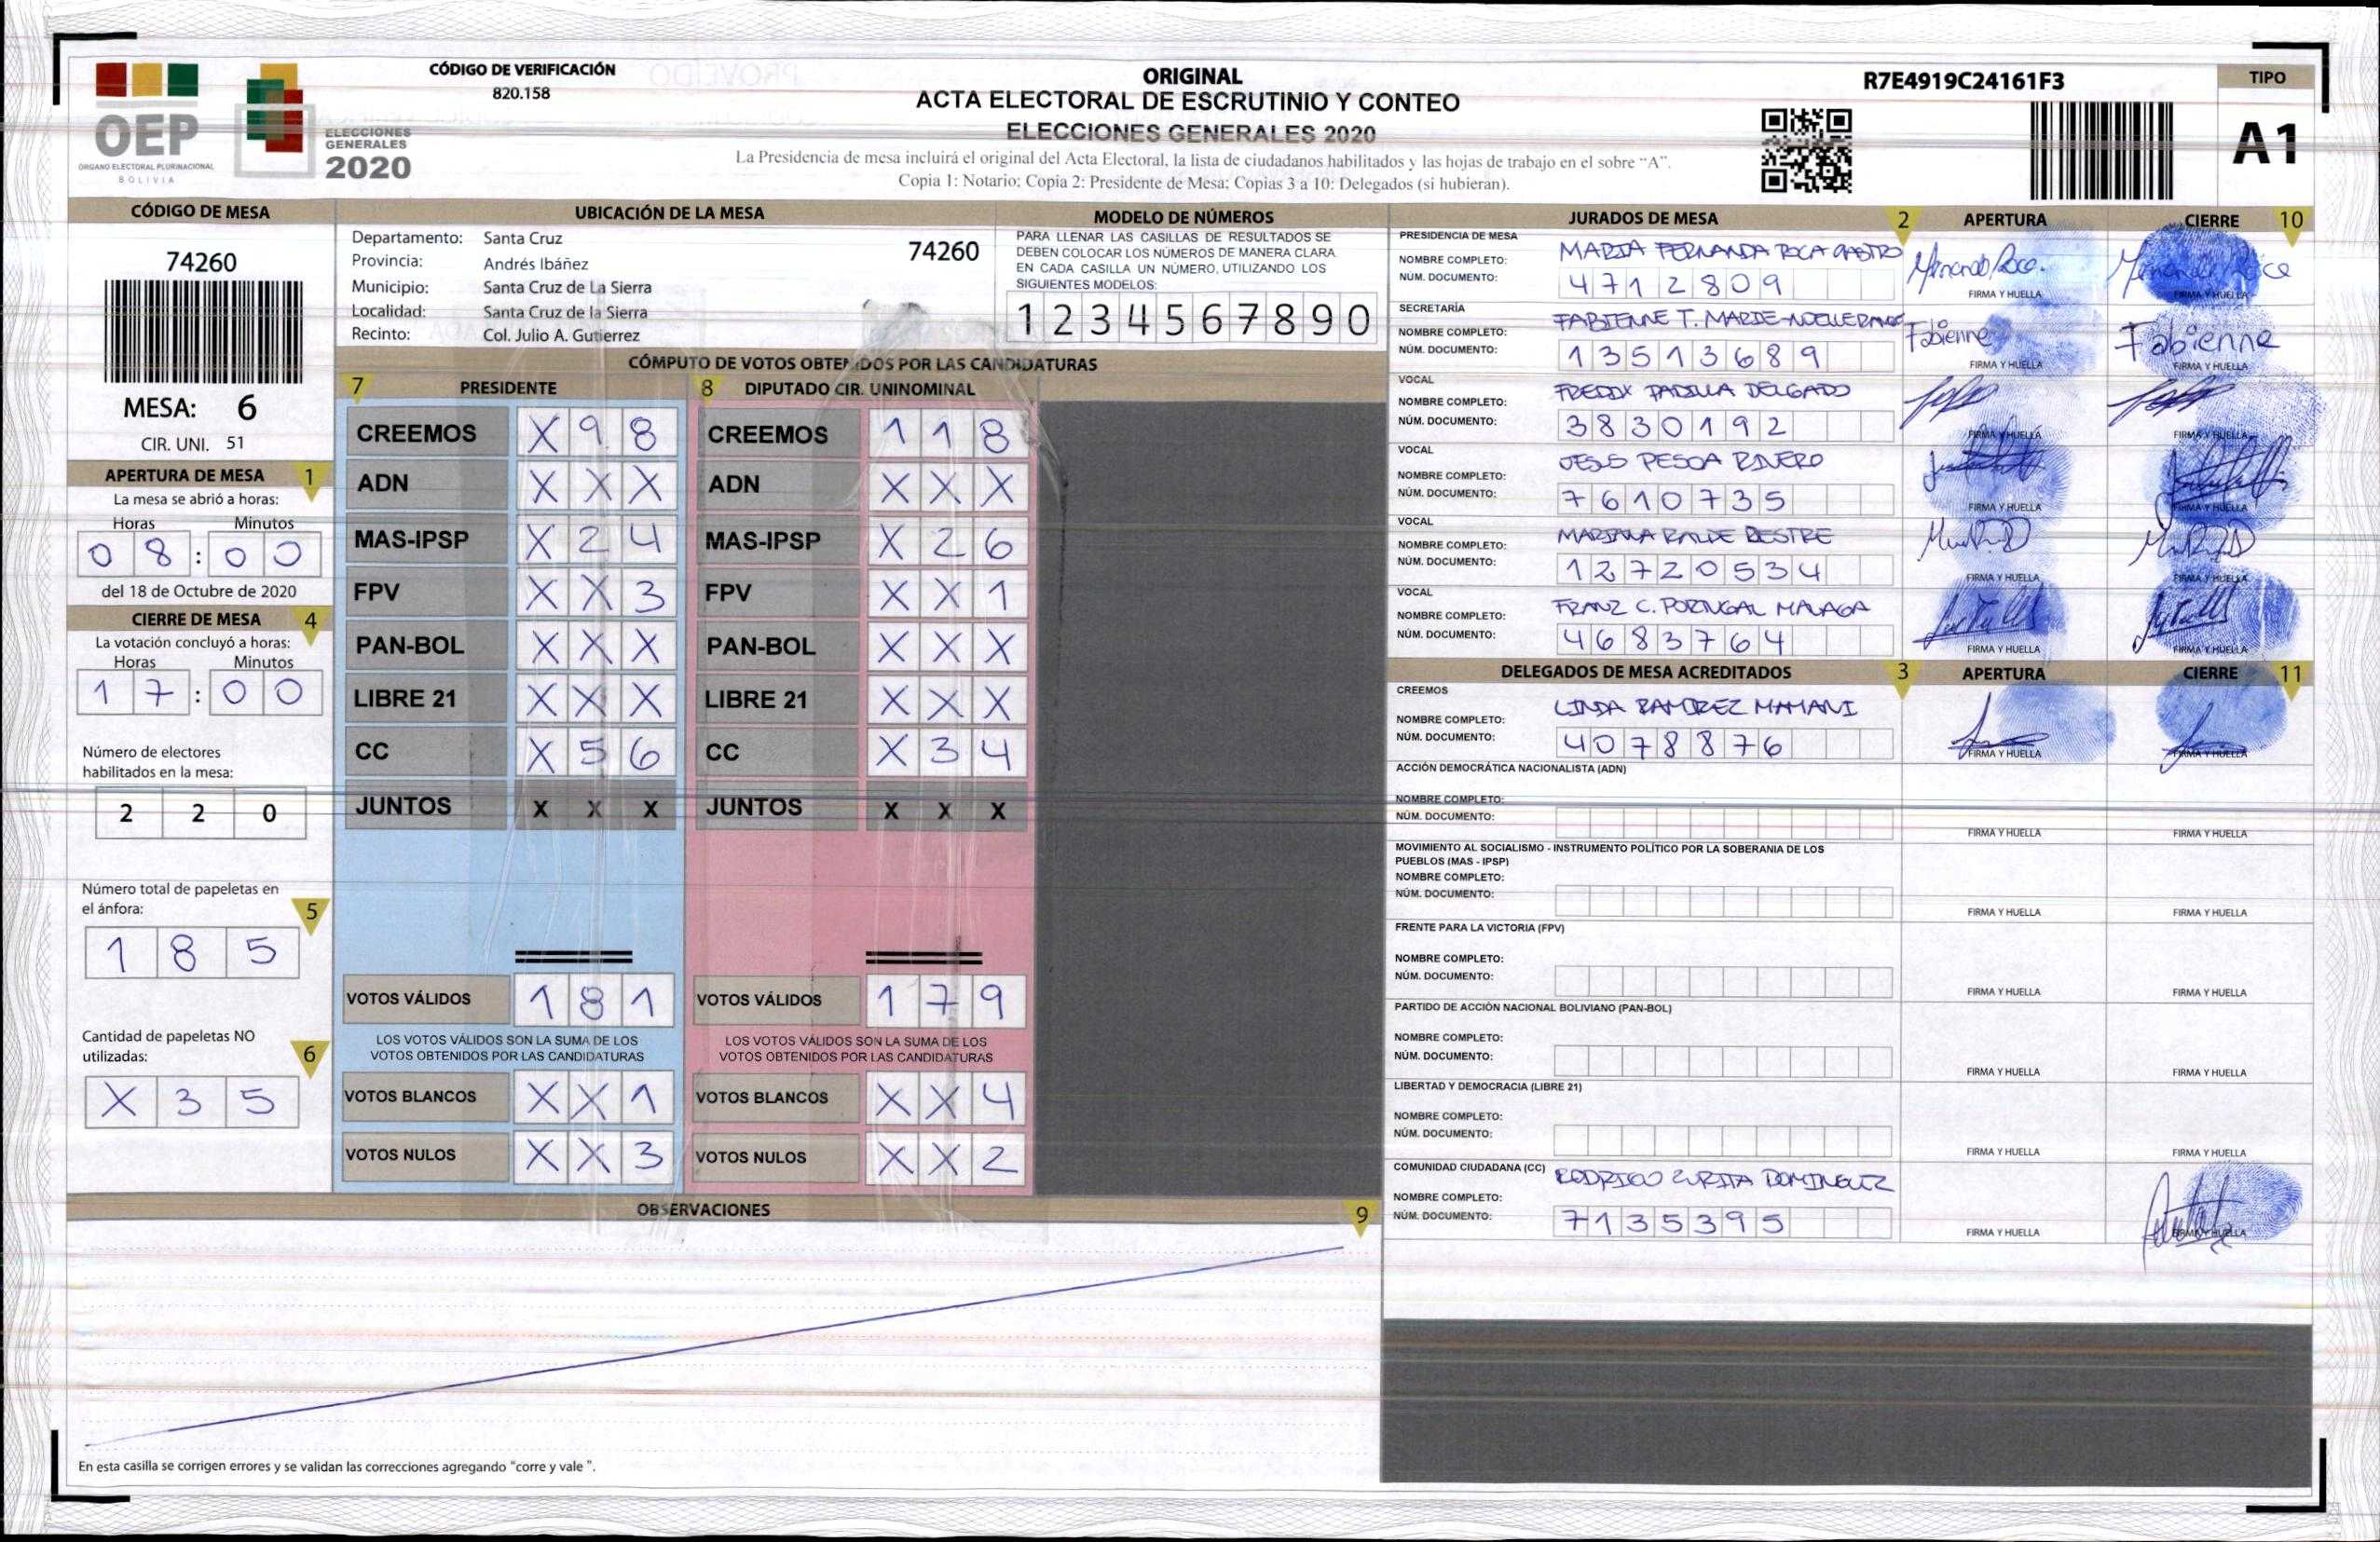 OEP
ÓRGANO ELECTORAL PLURINACIONAL
BOLIVIA
ELECCIONES
GENERALES
2020
CÓDIGO DE VERIFICACIÓN
820.158
ORIGINAL
ACTA ELECTORAL DE ESCRUTINIO Y CONTEO
ELECCIONES GENERALES 2020
La Presidencia de mesa incluirá el original del Acta Electoral, la lista de ciudadanos habilitados y las hojas de trabajo en el sobre "A".
Copia 1: Notario; Copia 2: Presidente de Mesa; Copias 3 a 10: Delegados (si hubieran).
R7E4919C24161F3
TIPO
A1
CÓDIGO DE MESA
74260
MESA: 6
CIR. UNI. 51
APERTURA DE MESA 1
La mesa se abrió a horas:
Horas Minutos
0 8 : 0 0
del 18 de Octubre de 2020
CIERRE DE MESA 4
La votación concluyó a horas:
Horas Minutos
1 7 : 0 0
Número de electores
habilitados en la mesa:
2 2 0
Número total de papeletas en
el ánfora: 5
1 8 5
Cantidad de papeletas NO
utilizadas: 6
X 3 5
UBICACIÓN DE LA MESA
Departamento: Santa Cruz
74260
Provincia: Andrés Ibáñez
Municipio: Santa Cruz de La Sierra
Localidad: Santa Cruz de la Sierra
Recinto: Col. Julio A. Gutierrez
MODELO DE NÚMEROS
PARA LLENAR LAS CASILLAS DE RESULTADOS SE
DEBEN COLOCAR LOS NÚMEROS DE MANERA CLARA.
EN CADA CASILLA UN NÚMERO, UTILIZANDO LOS
SIGUIENTES MODELOS:
1 2 3 4 5 6 7 8 9 0
CÓMPUTO DE VOTOS OBTENIDOS POR LAS CANDIDATURAS
7 PRESIDENTE
CREEMOS X 9 8
ADN X X X
MAS-IPSP X 2 4
FPV X X 3
PAN-BOL X X X
LIBRE 21 X X X
CC X 5 6
JUNTOS X X X
VOTOS VÁLIDOS 1 8 1
LOS VOTOS VÁLIDOS SON LA SUMA DE LOS
VOTOS OBTENIDOS POR LAS CANDIDATURAS
VOTOS BLANCOS X X 1
VOTOS NULOS X X 3
8 DIPUTADO CIR. UNINOMINAL
CREEMOS 1 1 8
ADN X X X
MAS-IPSP X 2 6
FPV X X 1
PAN-BOL X X X
LIBRE 21 X X X
CC X 3 4
JUNTOS X X X
VOTOS VÁLIDOS 1 7 9
LOS VOTOS VÁLIDOS SON LA SUMA DE LOS
VOTOS OBTENIDOS POR LAS CANDIDATURAS
VOTOS BLANCOS X X 4
VOTOS NULOS X X 2
OBSERVACIONES 9
En esta casilla se corrigen errores y se validan las correcciones agregando "corre y vale ".
JURADOS DE MESA 2 APERTURA CIERRE 10
PRESIDENCIA DE MESA
NOMBRE COMPLETO: MARIA FERNANDA ROCA CASTRO
NÚM. DOCUMENTO: 4712809
FIRMA Y HUELLA FIRMA Y HUELLA
SECRETARÍA
NOMBRE COMPLETO: FABIENNE T. MARIE-NOELLE
Fabienne Fabienne
NÚM. DOCUMENTO: 13513689
FIRMA Y HUELLA FIRMA Y HUELLA
VOCAL
NOMBRE COMPLETO: FREDDY PADILLA DELGADO
NÚM. DOCUMENTO: 3830192
FIRMA Y HUELLA FIRMA Y HUELLA
VOCAL
NOMBRE COMPLETO: JESUS PESOA RIVERO
NÚM. DOCUMENTO: 7610735
FIRMA Y HUELLA FIRMA Y HUELLA
VOCAL
NOMBRE COMPLETO: MARIANA RALDE
NÚM. DOCUMENTO: 12720534
FIRMA Y HUELLA FIRMA Y HUELLA
VOCAL
NOMBRE COMPLETO: FRANZ C. PORTUGAL MALAGA
NÚM. DOCUMENTO: 4683764
FIRMA Y HUELLA FIRMA Y HUELLA
DELEGADOS DE MESA ACREDITADOS 3 APERTURA CIERRE 11
CREEMOS
NOMBRE COMPLETO: LINDA RAMIREZ MAMANI
NÚM. DOCUMENTO: 4078876
FIRMA Y HUELLA FIRMA Y HUELLA
ACCIÓN DEMOCRÁTICA NACIONALISTA (ADN)
NOMBRE COMPLETO:
NÚM. DOCUMENTO:
FIRMA Y HUELLA FIRMA Y HUELLA
MOVIMIENTO AL SOCIALISMO - INSTRUMENTO POLÍTICO POR LA SOBERANIA DE LOS
PUEBLOS (MAS - IPSP)
NOMBRE COMPLETO:
NÚM. DOCUMENTO:
FIRMA Y HUELLA FIRMA Y HUELLA
FRENTE PARA LA VICTORIA (FPV)
NOMBRE COMPLETO:
NÚM. DOCUMENTO:
FIRMA Y HUELLA FIRMA Y HUELLA
PARTIDO DE ACCIÓN NACIONAL BOLIVIANO (PAN-BOL)
NOMBRE COMPLETO:
NÚM. DOCUMENTO:
FIRMA Y HUELLA FIRMA Y HUELLA
LIBERTAD Y DEMOCRACIA (LIBRE 21)
NOMBRE COMPLETO:
NÚM. DOCUMENTO:
FIRMA Y HUELLA FIRMA Y HUELLA
COMUNIDAD CIUDADANA (CC)
NOMBRE COMPLETO: RODRIGO ZURITA DOMINGUEZ
NÚM. DOCUMENTO: 7135395
FIRMA Y HUELLA FIRMA Y HUELLA